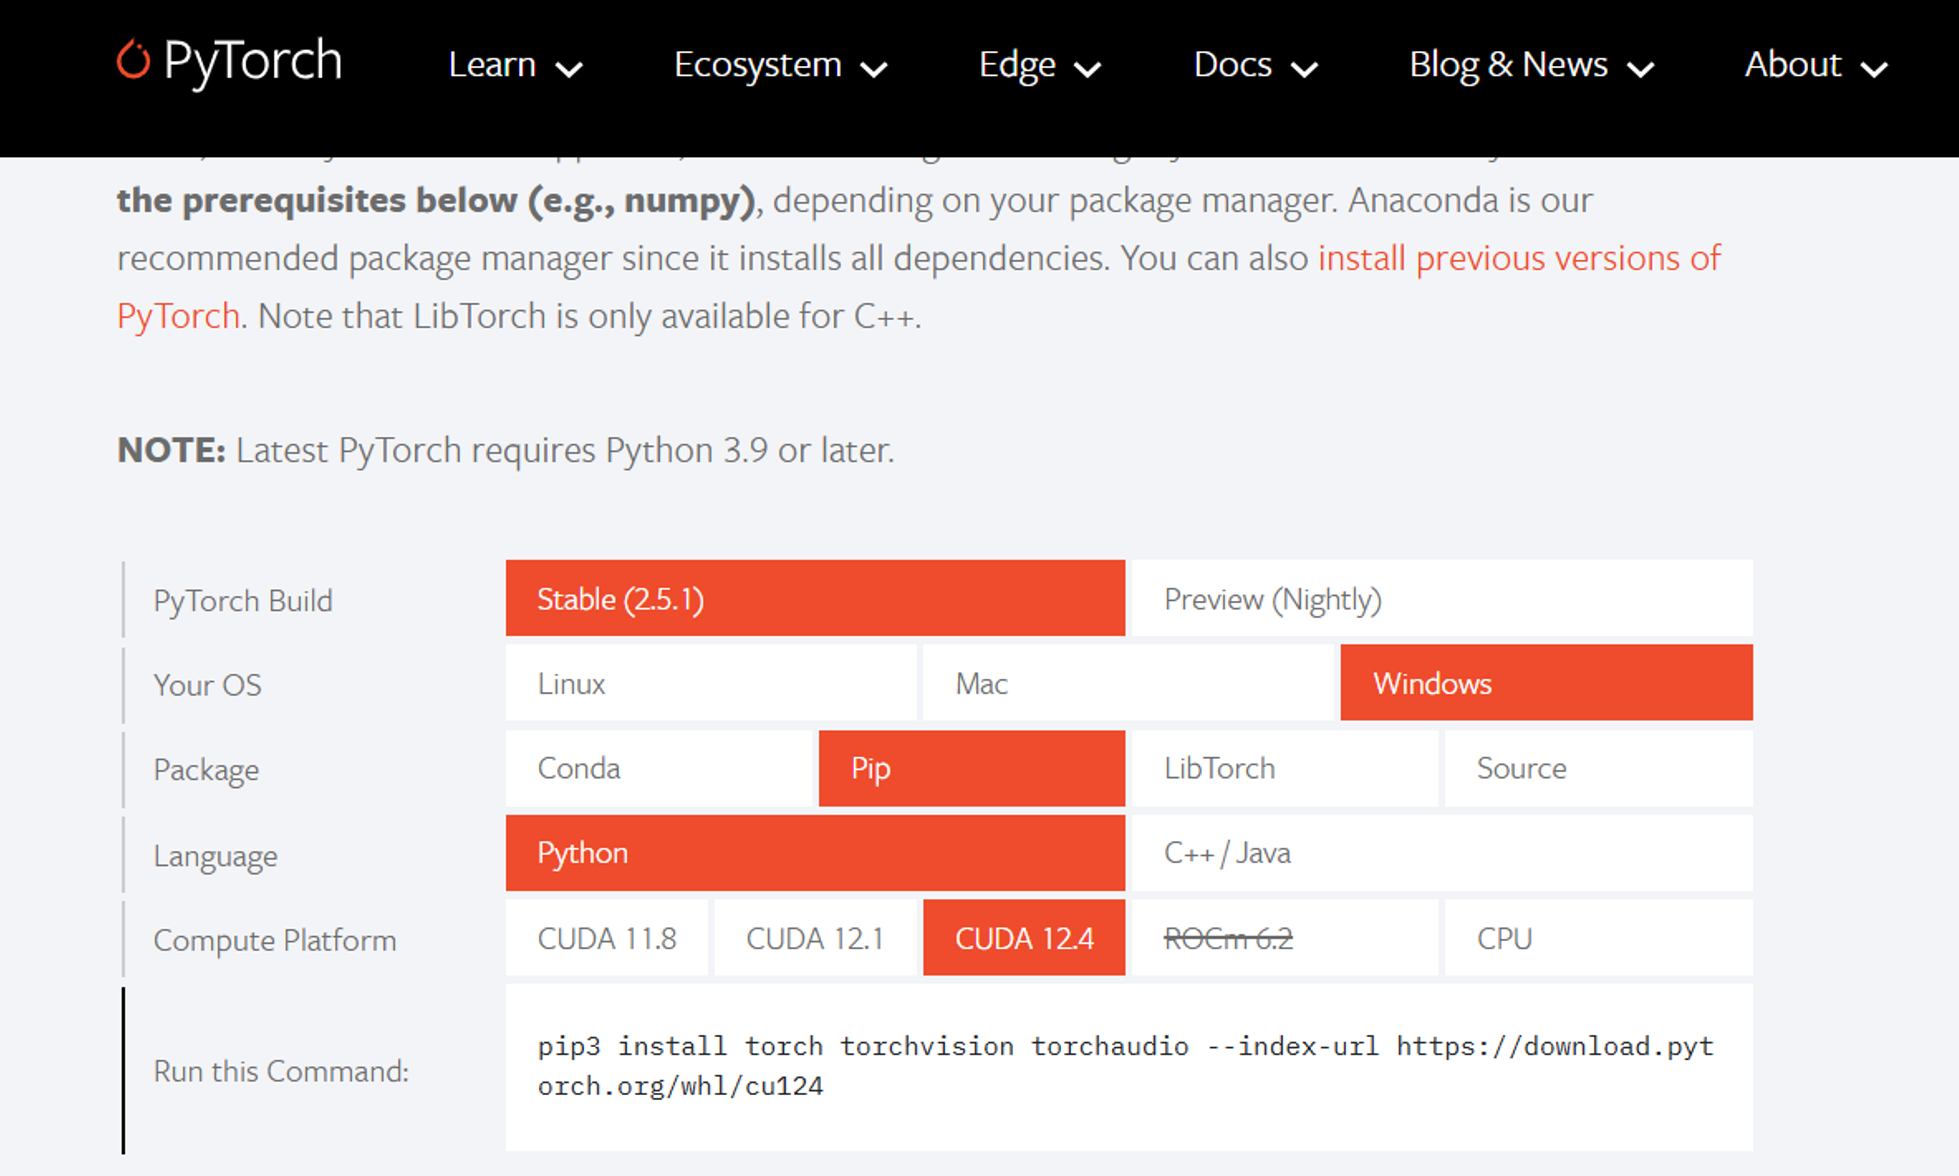 PyTorch Learn Ecosystem Edge Docs Blog & News About
the prerequisites below (e.g., numpy), depending on your package manager. Anaconda is our
recommended package manager since it installs all dependencies. You can also install previous versions of
PyTorch. Note that LibTorch is only available for C++.
NOTE: Latest PyTorch requires Python 3.9 or later.
PyTorch Build Stable (2.5.1) Preview (Nightly)
Your OS Linux Mac Windows
Package Conda Pip LibTorch Source
Language Python C++ / Java
Compute Platform CUDA 11.8 CUDA 12.1 CUDA 12.4 ROCm 6.2 CPU
Run this Command:
pip3 install torch torchvision torchaudio --index-url https://download.pyt
orch.org/whl/cu124